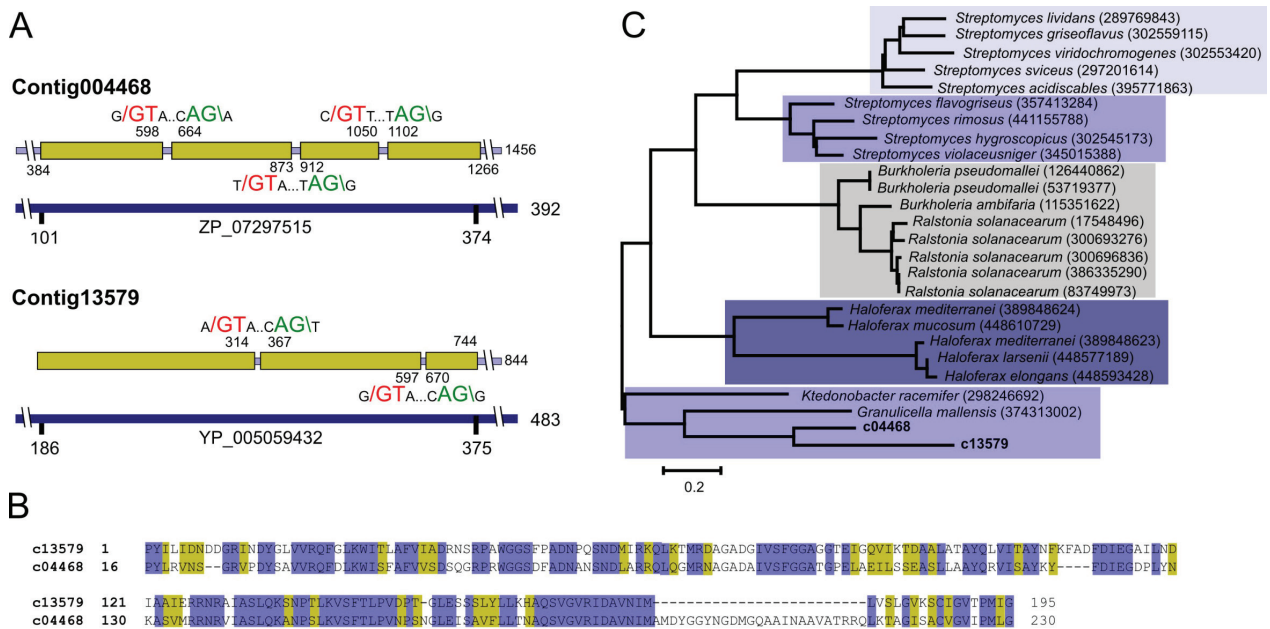 A
Contig004468
G/GTA..CAG\A C/GTT...TAG\G
598 664 1050 1102
384 873 912 1266 1456
T/GTA...TAG\G
ZP_07297515 392
101 374
Contig13579
A/GTA..CAG\T
314 367 744
844
597 670
G/GTA...CAG\G
YP_005059432 483
186 375
C
Streptomyces lividans (289769843)
Streptomyces griseoflavus (302559115)
Streptomyces viridochromogenes (302553420)
Streptomyces sviceus (297201614)
Streptomyces acidiscables (395771863)
Streptomyces flavogriseus (357413284)
Streptomyces rimosus (441155788)
Streptomyces hygroscopicus (302545173)
Streptomyces violaceusniger (345015388)
Burkholeria pseudomallei (126440862)
Burkholeria pseudomallei (53719377)
Burkholeria ambifaria (115351622)
Ralstonia solanacearum (17548496)
Ralstonia solanacearum (300693276)
Ralstonia solanacearum (300696836)
Ralstonia solanacearum (386335290)
Ralstonia solanacearum (83749973)
Haloferax mediterranei (389848624)
Haloferax mucosum (448610729)
Haloferax mediterranei (389848623)
Haloferax larsenii (448577189)
Haloferax elongans (448593428)
Ktedonobacter racemifer (298246692)
Granulicella mallensis (374313002)
c04468
c13579
0.2
B
c13579 1 PYILIDNDDGRINDYGLVVRQFGLKWITLAFVIADRNSRPAWGGSFPADNPQSNDMIRKQLKTMRDAGADGIVSFGGAGGTEIGQVIKTDAALATAYQLVITAYNFKFADFDIEGAILND
c04468 16 PYLRVNS--GRVPDYSAVVRQFDLKWISFAFVVSDSQGRPRWGGSDFADNANSNDLARRQLQGMRNAGADAIVSFGGATGPELAEILSSEASLLAAYQRVISAYKY----FDIEGDPLYN
c13579 121 IAAIERRNRAIASLQKSNPTLKVSFTLPVDPT-GLESSSLYLLKHAQSVGVRIDAVNIM-------------------------LVSLGVKSCIGVTPMIG 195
c04468 130 KASVMRRNRVIASLQKANPSLKVSFTLPVNPSNGLEISAVFLLTNAQSVGVRIDAVNIMAMDYGGYNGDMGQAAINAAVATRRQLKTAGISACVGVIPMLG 230